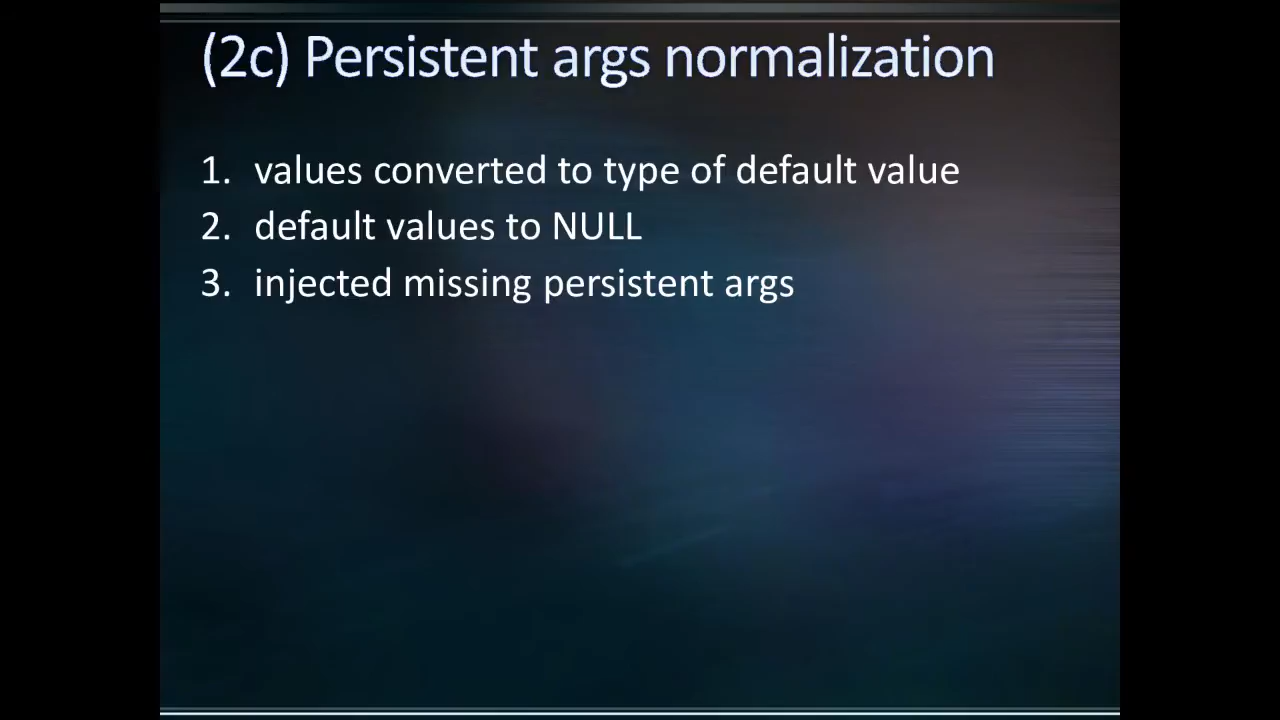 (2c) Persistent args normalization
1. values converted to type of default value
2. default values to NULL
3. injected missing persistent args